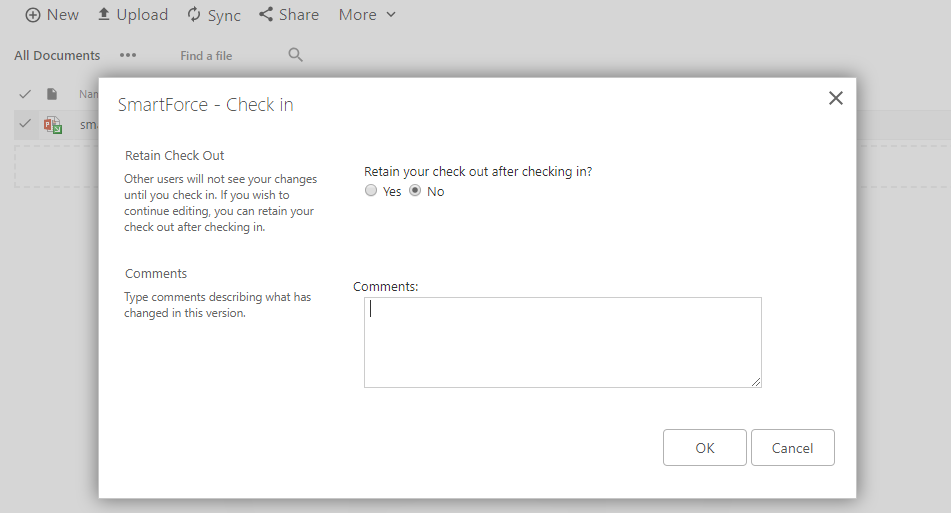 New Upload Sync Share More
All Documents ••• Find a file
SmartForce - Check in
Retain Check Out
Other users will not see your changes
until you check in. If you wish to
continue editing, you can retain your
check out after checking in.
Retain your check out after checking in?
Yes No
Comments
Type comments describing what has
changed in this version.
Comments:
OK Cancel